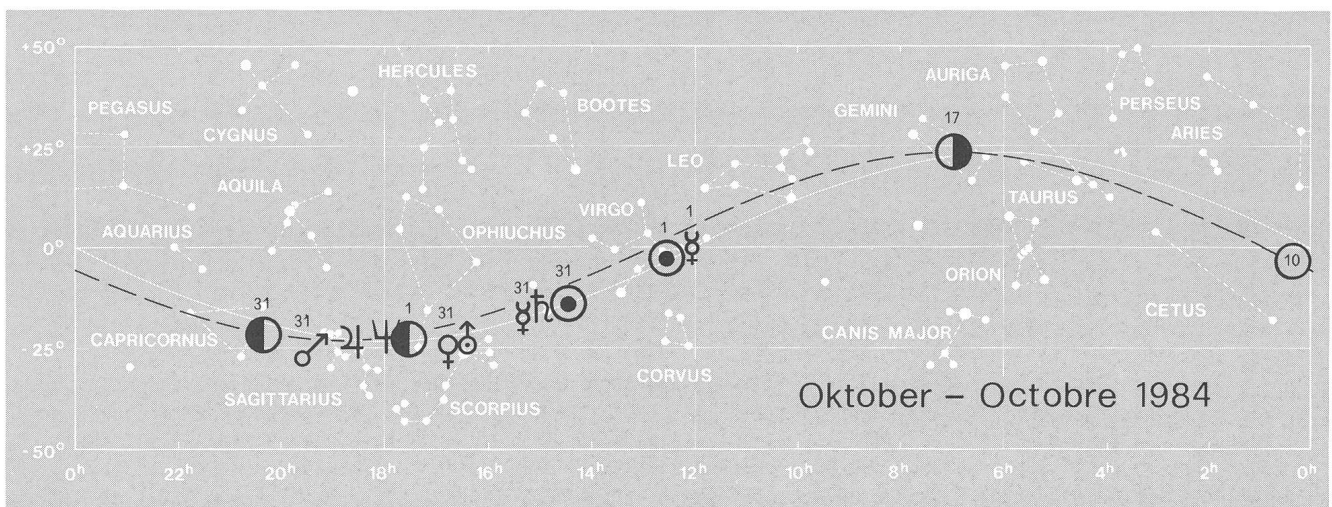 +50°
HERCULES
AURIGA
PEGASUS
BOOTES
GEMINI
PERSEUS
CYGNUS
17
ARIES
+25°
LEO
AQUILA
TAURUS
VIRGO
1
AQUARIUS
OPHIUCHUS
1
0°
10
31
31
ORION
31
31
1
31
CETUS
CAPRICORNUS
CANIS MAJOR
-25°
CORVUS
SAGITTARIUS
SCORPIUS
Oktober – Octobre 1984
-50°
0h 22h 20h 18h 16h 14h 12h 10h 8h 6h 4h 2h 0h